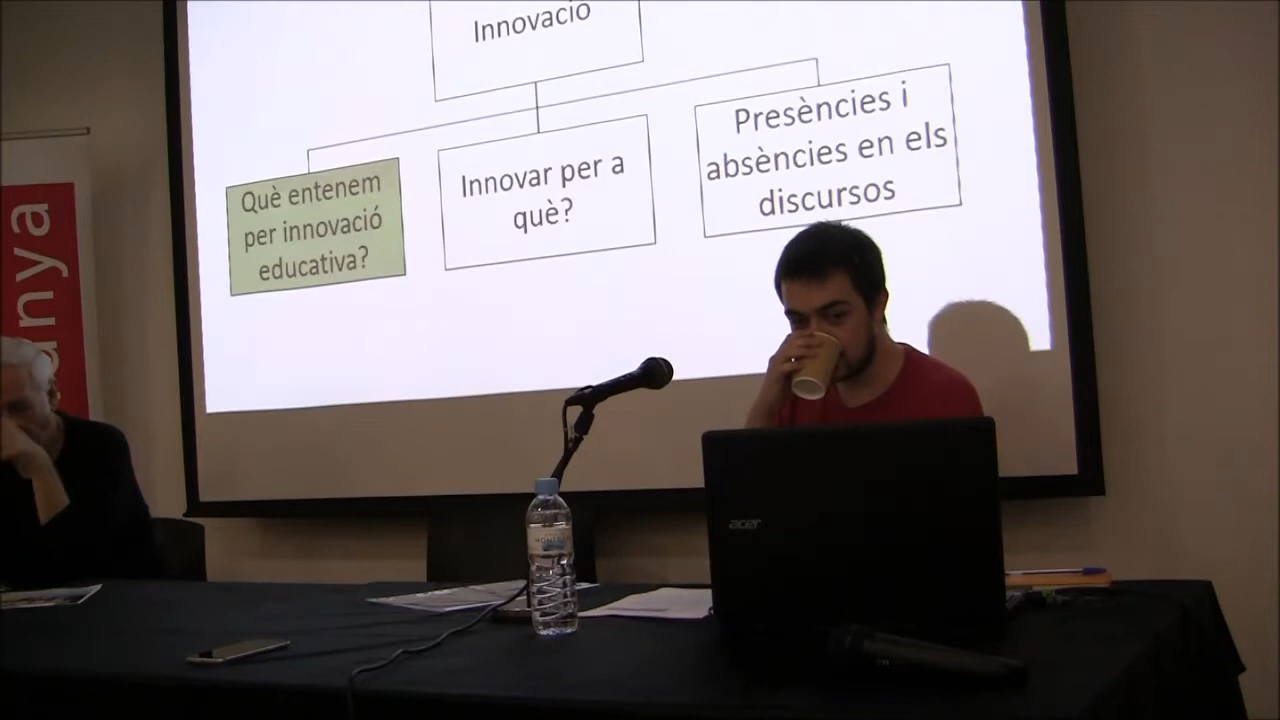 Innovació
Què entenem
per innovació
educativa?
Innovar per a
què?
Presències i
absències en els
discursos
nya
acer